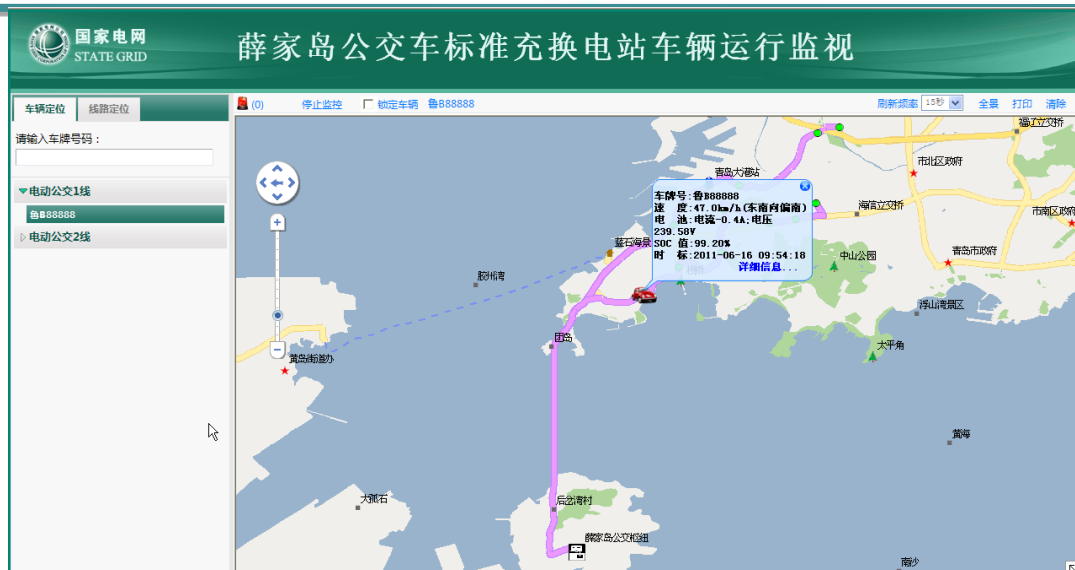 国家电网
STATE GRID
薛家岛公交车标准充换电站车辆运行监视
车辆定位
线路定位
(0)
停止监控
锁定车辆
鲁B88888
刷新频率
15秒
全景
打印
清除
请输入车牌号码：
电动公交1线
鲁B88888
电动公交2线
福辽立交桥
市北区政府
青岛大港站
海信立交桥
市南区政府
车牌号:鲁B88888
速 度:47.0km/h(东南向偏南)
电 池:电流-0.4A;电压
239.58V
SOC 值:99.20%
时 标:2011-06-16 09:54:18
详细信息...
蓝石海景
中山公园
青岛市政府
胶州湾
浮山湾景区
团岛
太平角
黄岛街道办
黄海
大孤石
后岔湾村
薛家岛公交枢纽
南沙